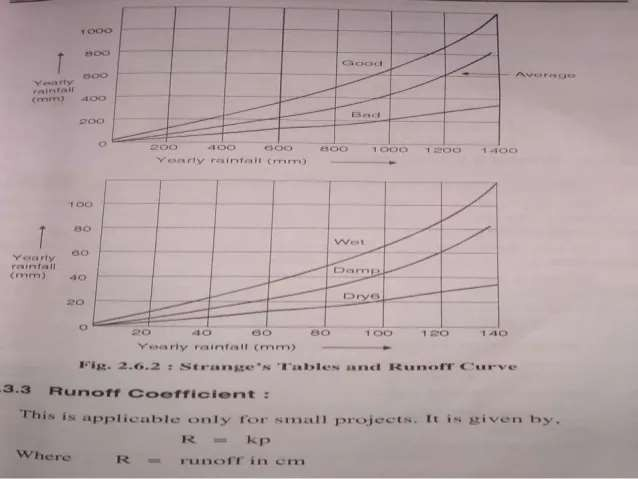 1000
800
Good
Average
600
Yearly
rainfall
(mm)
400
Bad
200
0
200 400 600 800 1000 1200 1400
Yearly rainfall (mm)
100
80
Wet
60
Yearly
rainfall
(mm)
Damp
40
Dry6
20
0
20 40 60 80 100 120 140
Yearly rainfall (mm)
Fig. 2.6.2 : Strange's Tables and Runoff Curve
.3.3 Runoff Coefficient :
This is applicable only for small projects. It is given by,
R = kp
Where R = runoff in cm